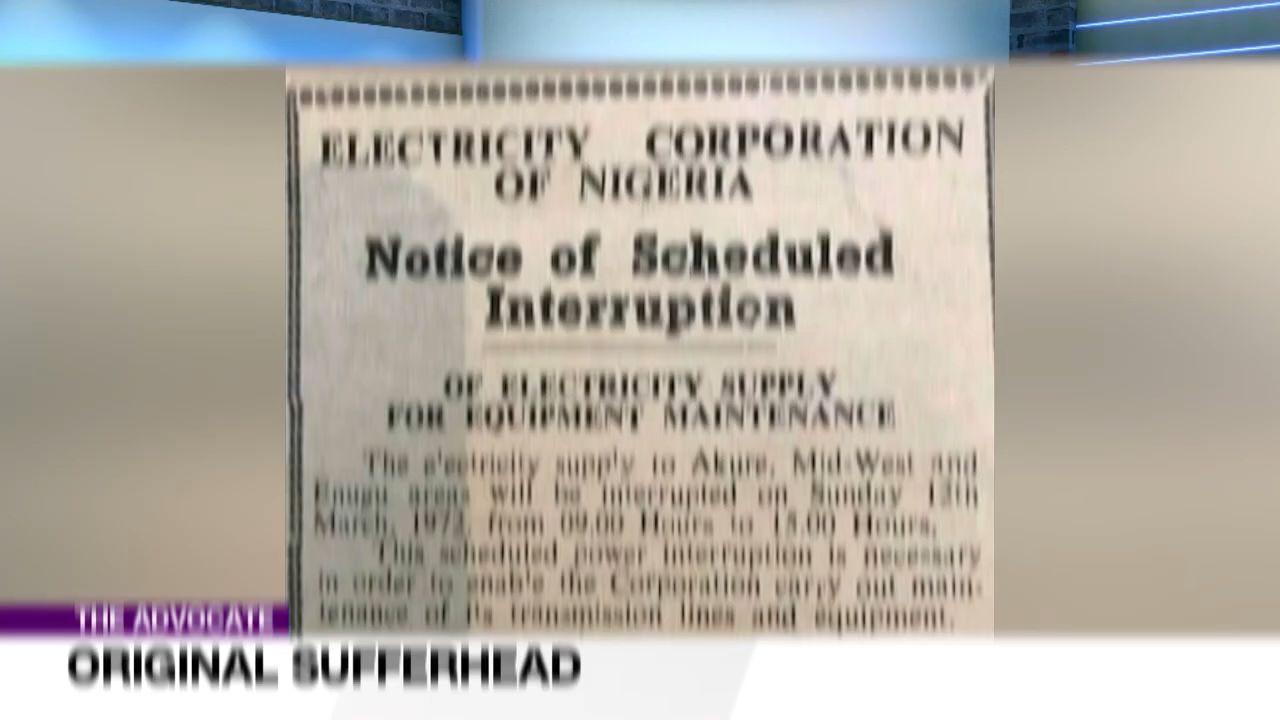 ELECTRICITY CORPORATION
OF NIGERIA
Notice of Scheduled
Interruption
OF ELECTRICITY SUPPLY
FOR EQUIPMENT MAINTENANCE
The electricity supply to Akure, Mid-West and
Enugu areas will be interrupted on Sunday 12th
March, 1972 from 09.00 Hours to 15.00 Hours.
This scheduled power interruption is necessary
in order to enable the Corporation carry out main-
tenance of its transmission lines and equipment.
THE ADVOCATE
ORIGINAL SUFFERHEAD